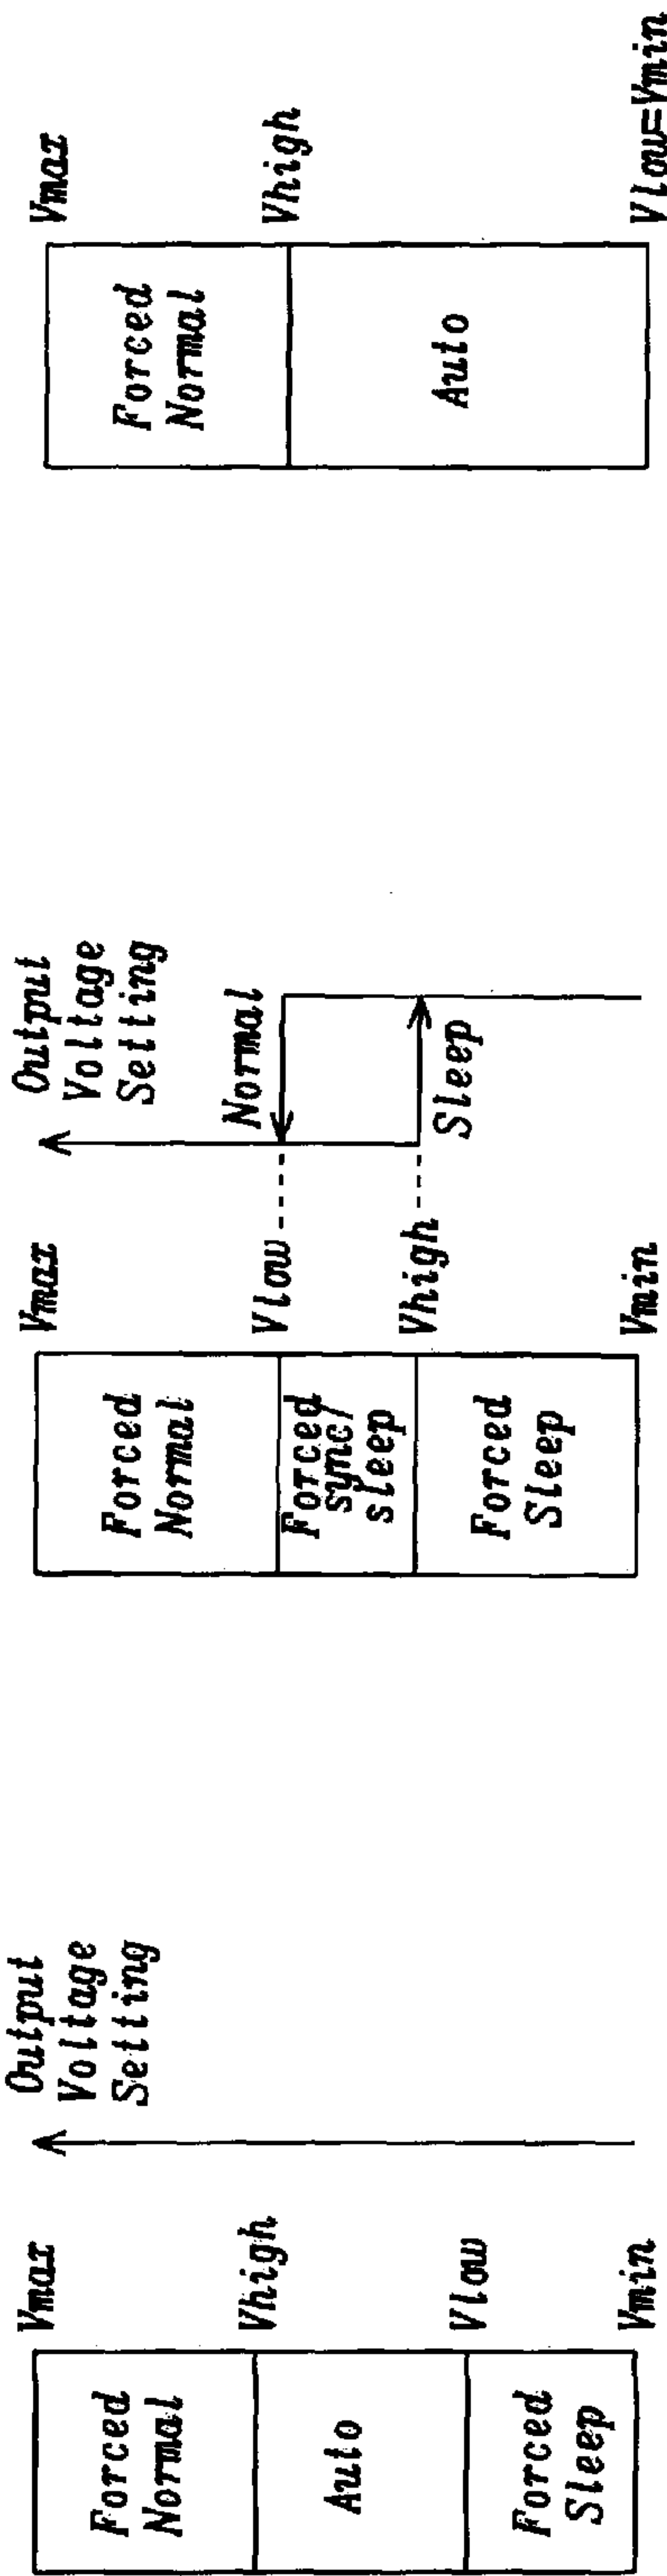 Forced
Normal
Auto
Forced
Sleep
Vmax
Vhigh
Vlow
Vmin
Output
Voltage
Setting
Forced
Normal
Forced
sync/
sleep
Forced
Sleep
Vmax
Vlow
Vhigh
Vmin
Output
Voltage
Setting
Normal
Sleep
Forced
Normal
Auto
Vmax
Vhigh
Vlow=Vmin